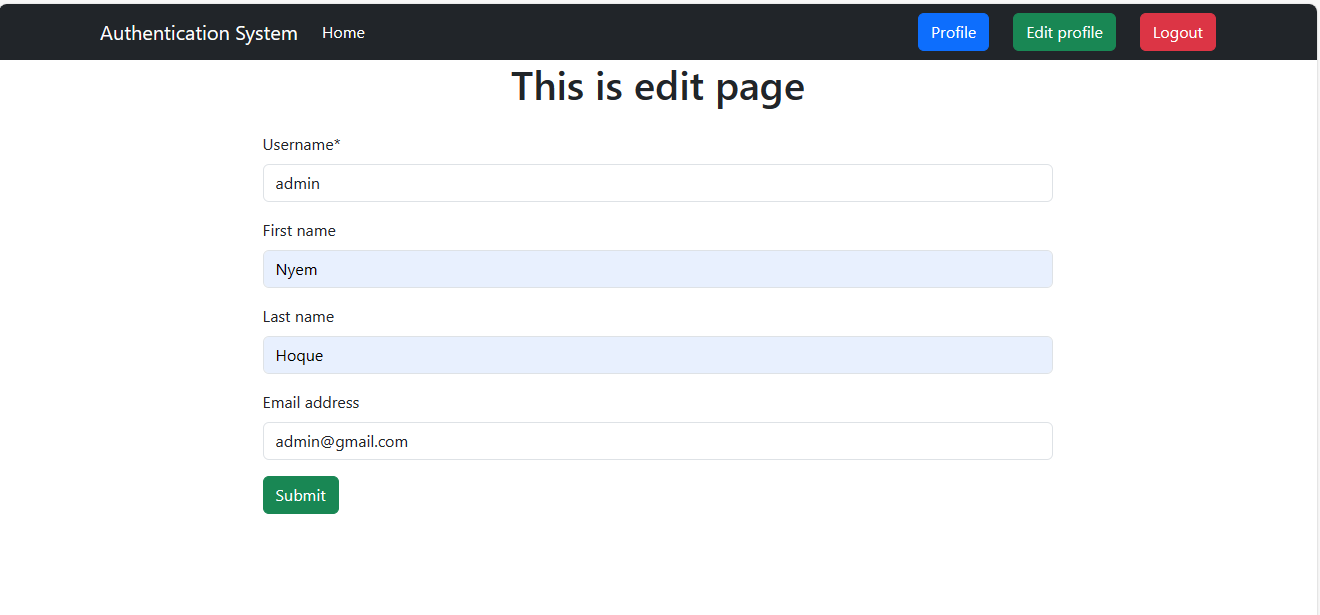 Authentication System Home Profile Edit profile Logout
This is edit page
Username*
admin
First name
Nyem
Last name
Hoque
Email address
admin@gmail.com
Submit